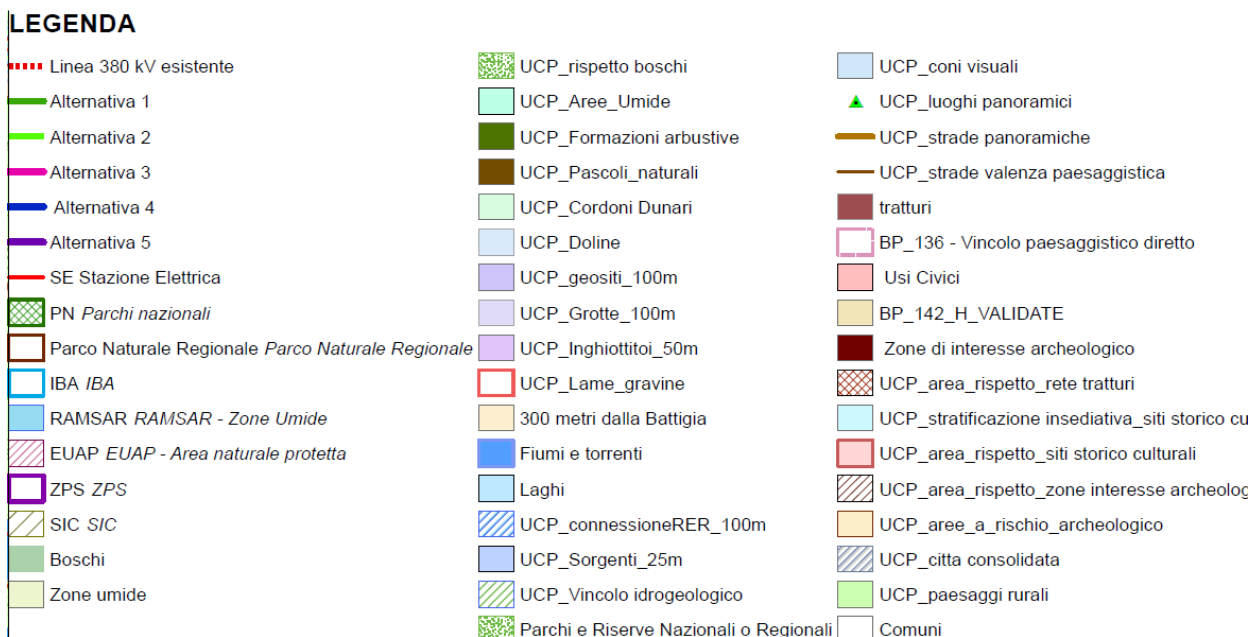 LEGENDA
Linea 380 kV esistente
Alternativa 1
Alternativa 2
Alternativa 3
Alternativa 4
Alternativa 5
SE Stazione Elettrica
PN Parchi nazionali
Parco Naturale Regionale Parco Naturale Regionale
IBA IBA
RAMSAR RAMSAR - Zone Umide
EUAP EUAP - Area naturale protetta
ZPS ZPS
SIC SIC
Boschi
Zone umide
UCP_rispetto boschi
UCP_Aree_Umide
UCP_Formazioni arbustive
UCP_Pascoli_naturali
UCP_Cordoni Dunari
UCP_Doline
UCP_geositi_100m
UCP_Grotte_100m
UCP_Inghiottitoi_50m
UCP_Lame_gravine
300 metri dalla Battigia
Fiumi e torrenti
Laghi
UCP_connessioneRER_100m
UCP_Sorgenti_25m
UCP_Vincolo idrogeologico
Parchi e Riserve Nazionali o Regionali
UCP_coni visuali
UCP_luoghi panoramici
UCP_strade panoramiche
UCP_strade valenza paesaggistica
tratturi
BP_136 - Vincolo paesaggistico diretto
Usi Civici
BP_142_H_VALIDATE
Zone di interesse archeologico
UCP_area_rispetto_rete tratturi
UCP_stratificazione insediativa_siti storico cu
UCP_area_rispetto_siti storico culturali
UCP_area_rispetto_zone interesse archeolog
UCP_aree_a_rischio_archeologico
UCP_citta consolidata
UCP_paesaggi rurali
Comuni